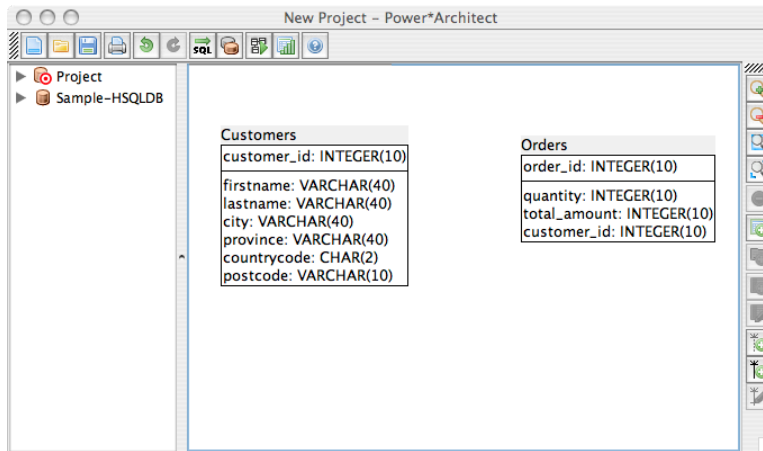 New Project – Power*Architect
SQL
Project
Sample-HSQLDB
Customers
customer_id: INTEGER(10)
firstname: VARCHAR(40)
lastname: VARCHAR(40)
city: VARCHAR(40)
province: VARCHAR(40)
countrycode: CHAR(2)
postcode: VARCHAR(10)
Orders
order_id: INTEGER(10)
quantity: INTEGER(10)
total_amount: INTEGER(10)
customer_id: INTEGER(10)